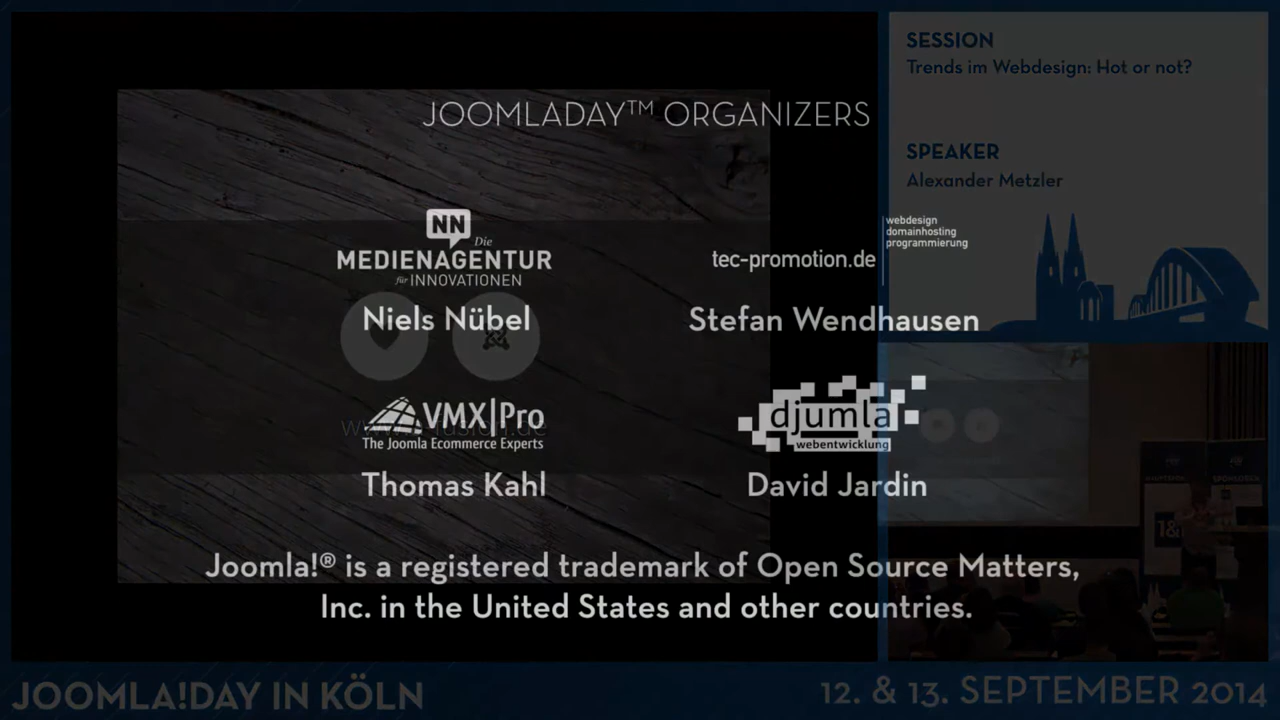 SESSION
Trends im Webdesign: Hot or not?
SPEAKER
Alexander Metzler
JOOMLADAY™ ORGANIZERS
NN
Die
MEDIENAGENTUR
für INNOVATIONEN
Niels Nübel
tec-promotion.de
webdesign
domainhosting
programmierung
Stefan Wendhausen
VMX|Pro
The Joomla Ecommerce Experts
Thomas Kahl
djumla
webentwicklung
David Jardin
1&1
Joomla!® is a registered trademark of Open Source Matters,
Inc. in the United States and other countries.
JOOMLA!DAY IN KÖLN
12. & 13. SEPTEMBER 2014